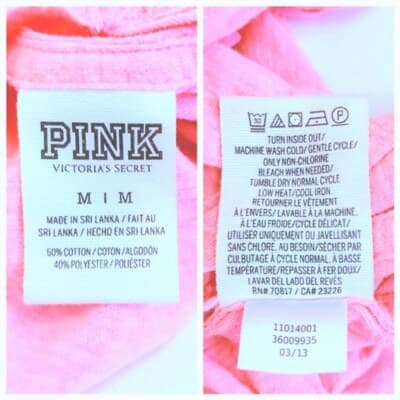 PINK
VICTORIA'S SECRET
M | M
MADE IN SRI LANKA / FAIT AU
SRI LANKA / HECHO EN SRI LANKA
60% COTTON / COTON / ALGODÓN
40% POLYESTER / POLIÉSTER
TURN INSIDE OUT /
MACHINE WASH COLD / GENTLE CYCLE /
ONLY NON-CHLORINE
BLEACH WHEN NEEDED /
TUMBLE DRY NORMAL CYCLE
LOW HEAT / COOL IRON.
RETOURNER LE VÊTEMENT
À L'ENVERS / LAVABLE À LA MACHINE.
À L'EAU FROIDE / CYCLE DÉLICAT /
UTILISER UNIQUEMENT DU JAVELLISANT
SANS CHLORE. AU BESOIN / SÉCHER PAR
CULBUTAGE À CYCLE NORMAL, À BASSE
TEMPÉRATURE / REPASSER À FER DOUX /
LAVAR DEL LADO DEL REVÉS
RN# 70817 / CA# 23226
11014001
36009935
03/13